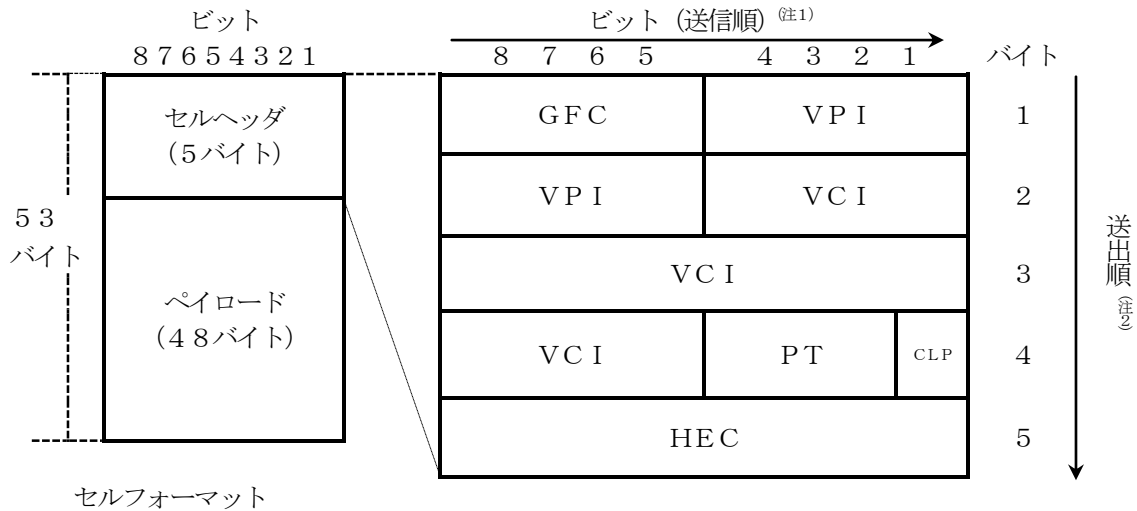 ビット
８７６５４３２１
ビット（送信順）（注1）
８ ７ ６ ５ ４ ３ ２ １
バイト
セルヘッダ
（５バイト）
ＧＦＣ
ＶＰＩ
１
ＶＰＩ
ＶＣＩ
２
５３
バイト
ＶＣＩ
３
ペイロード
（４８バイト）
ＶＣＩ
ＰＴ
CLP
４
ＨＥＣ
５
送出順（注2）
セルフォーマット